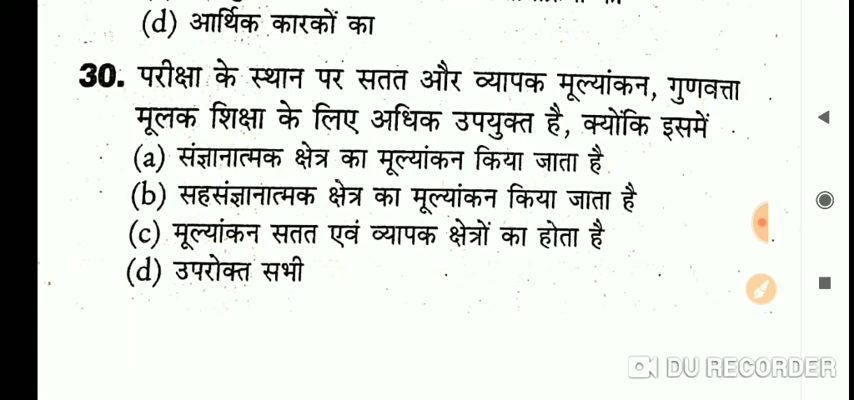 (d) आर्थिक कारकों का
30. परीक्षा के स्थान पर सतत और व्यापक मूल्यांकन, गुणवत्ता
मूलक शिक्षा के लिए अधिक उपयुक्त है, क्योंकि इसमें
(a) संज्ञानात्मक क्षेत्र का मूल्यांकन किया जाता है
(b) सहसंज्ञानात्मक क्षेत्र का मूल्यांकन किया जाता है
(c) मूल्यांकन सतत एवं व्यापक क्षेत्रों का होता है
(d) उपरोक्त सभी
DU RECORDER